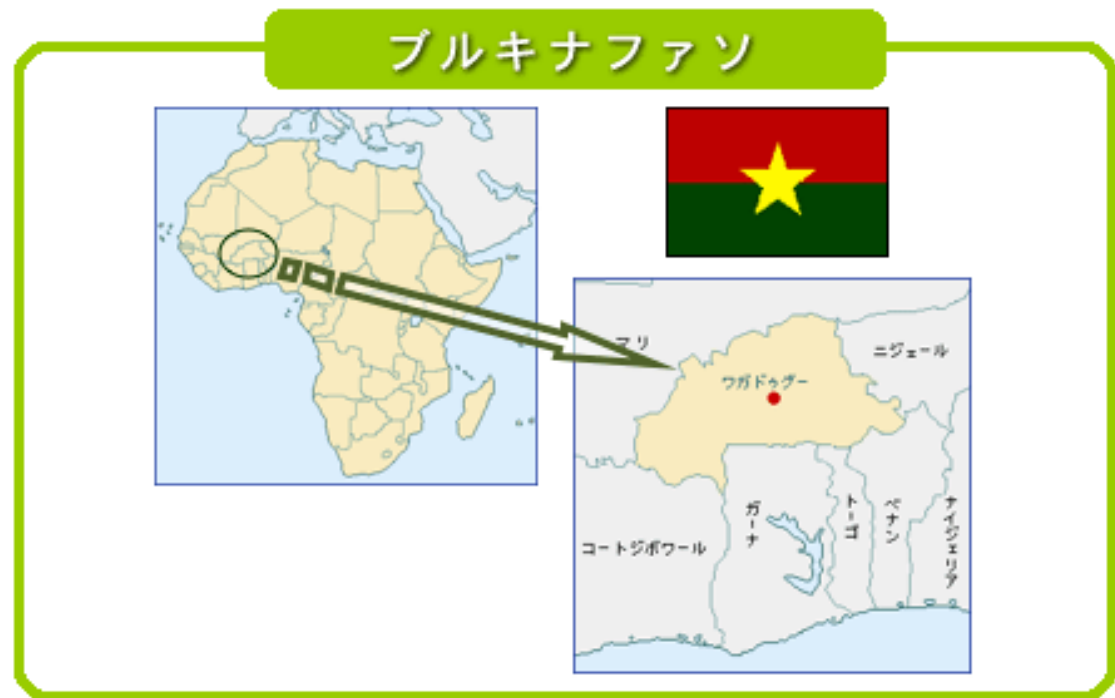 ブルキナファソ
マリ
ニジェール
ワガドゥグー
コートジボワール
ガーナ
トーゴ
ベナン
ナイジェリア